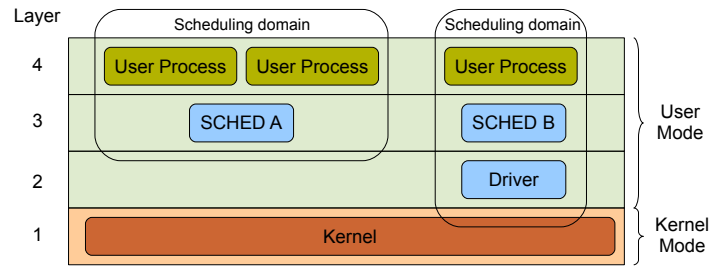 Layer
Scheduling domain
Scheduling domain
4
User Process
User Process
User Process
3
SCHED A
SCHED B
User
Mode
2
Driver
1
Kernel
Kernel
Mode